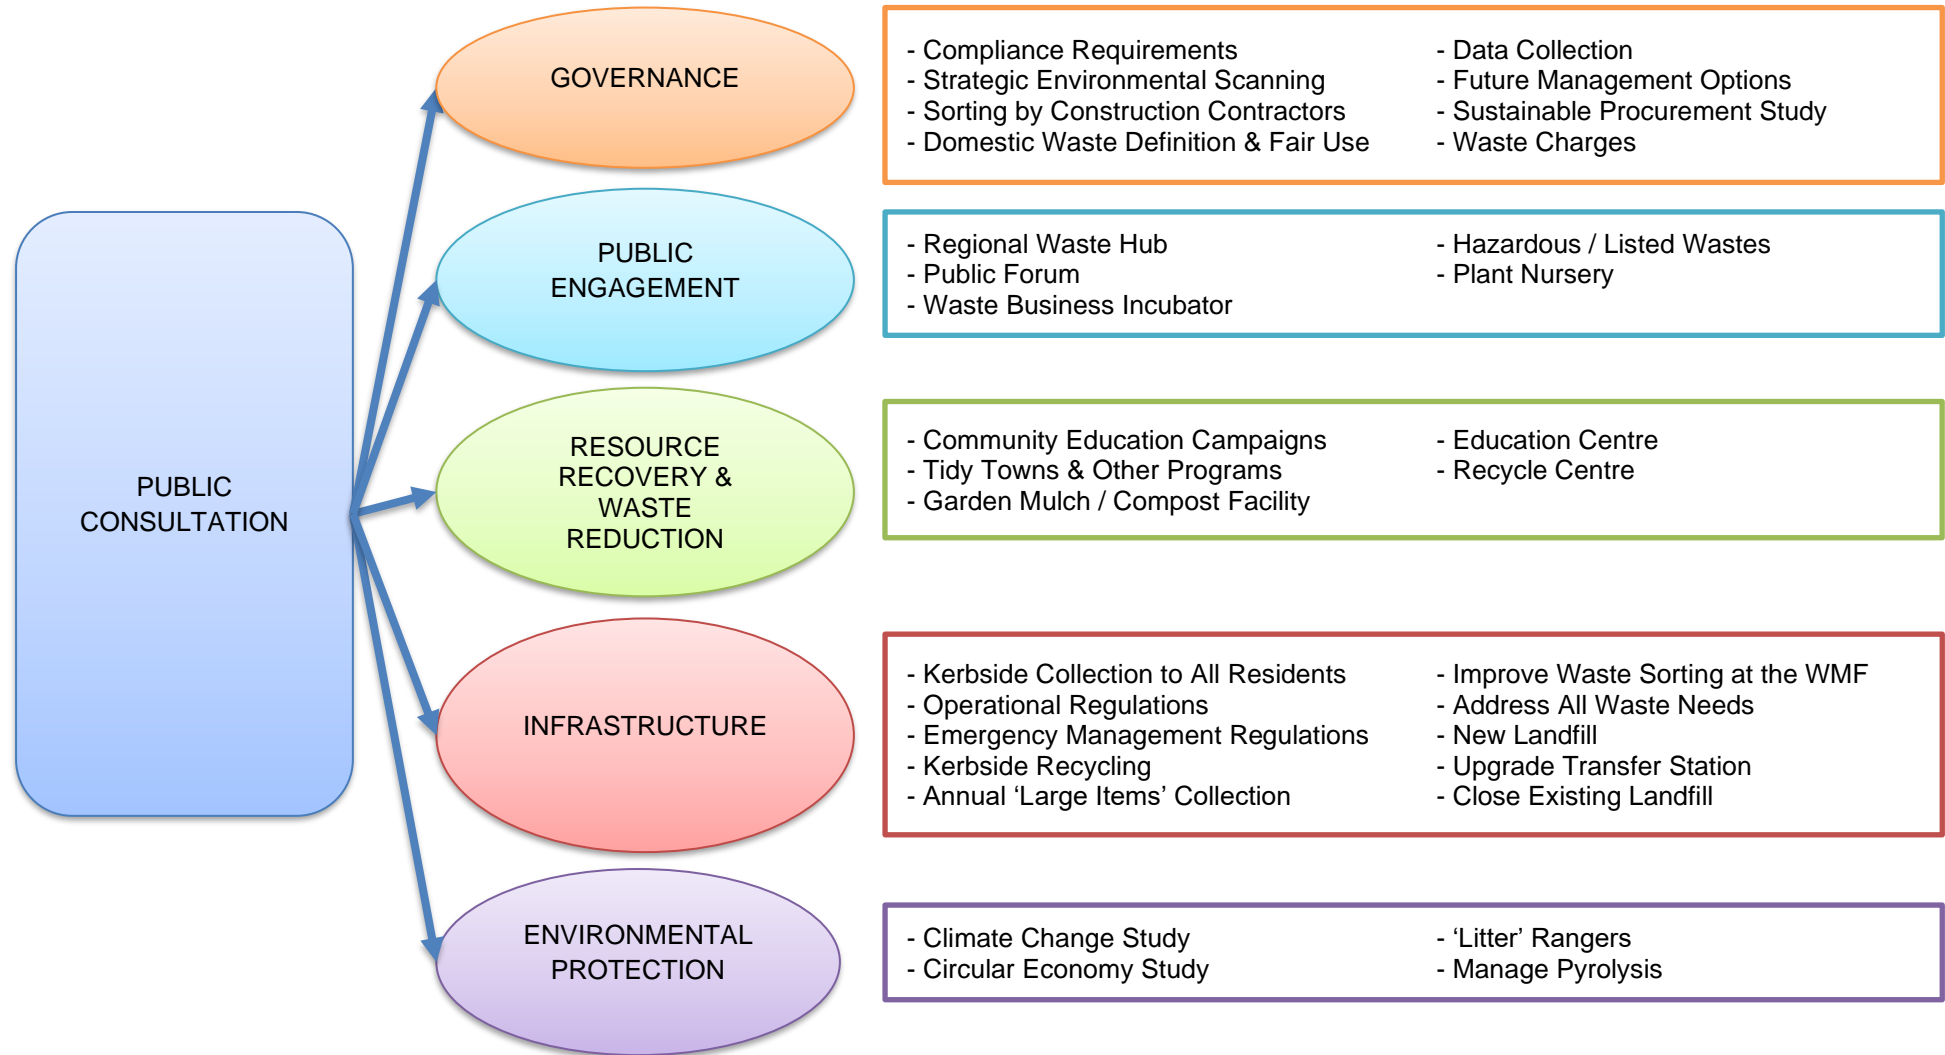 PUBLIC
CONSULTATION
GOVERNANCE
- Compliance Requirements
- Strategic Environmental Scanning
- Sorting by Construction Contractors
- Domestic Waste Definition & Fair Use
- Data Collection
- Future Management Options
- Sustainable Procurement Study
- Waste Charges
PUBLIC
ENGAGEMENT
- Regional Waste Hub
- Public Forum
- Waste Business Incubator
- Hazardous / Listed Wastes
- Plant Nursery
RESOURCE
RECOVERY &
WASTE
REDUCTION
- Community Education Campaigns
- Tidy Towns & Other Programs
- Garden Mulch / Compost Facility
- Education Centre
- Recycle Centre
INFRASTRUCTURE
- Kerbside Collection to All Residents
- Operational Regulations
- Emergency Management Regulations
- Kerbside Recycling
- Annual ‘Large Items’ Collection
- Improve Waste Sorting at the WMF
- Address All Waste Needs
- New Landfill
- Upgrade Transfer Station
- Close Existing Landfill
ENVIRONMENTAL
PROTECTION
- Climate Change Study
- Circular Economy Study
- ‘Litter’ Rangers
- Manage Pyrolysis